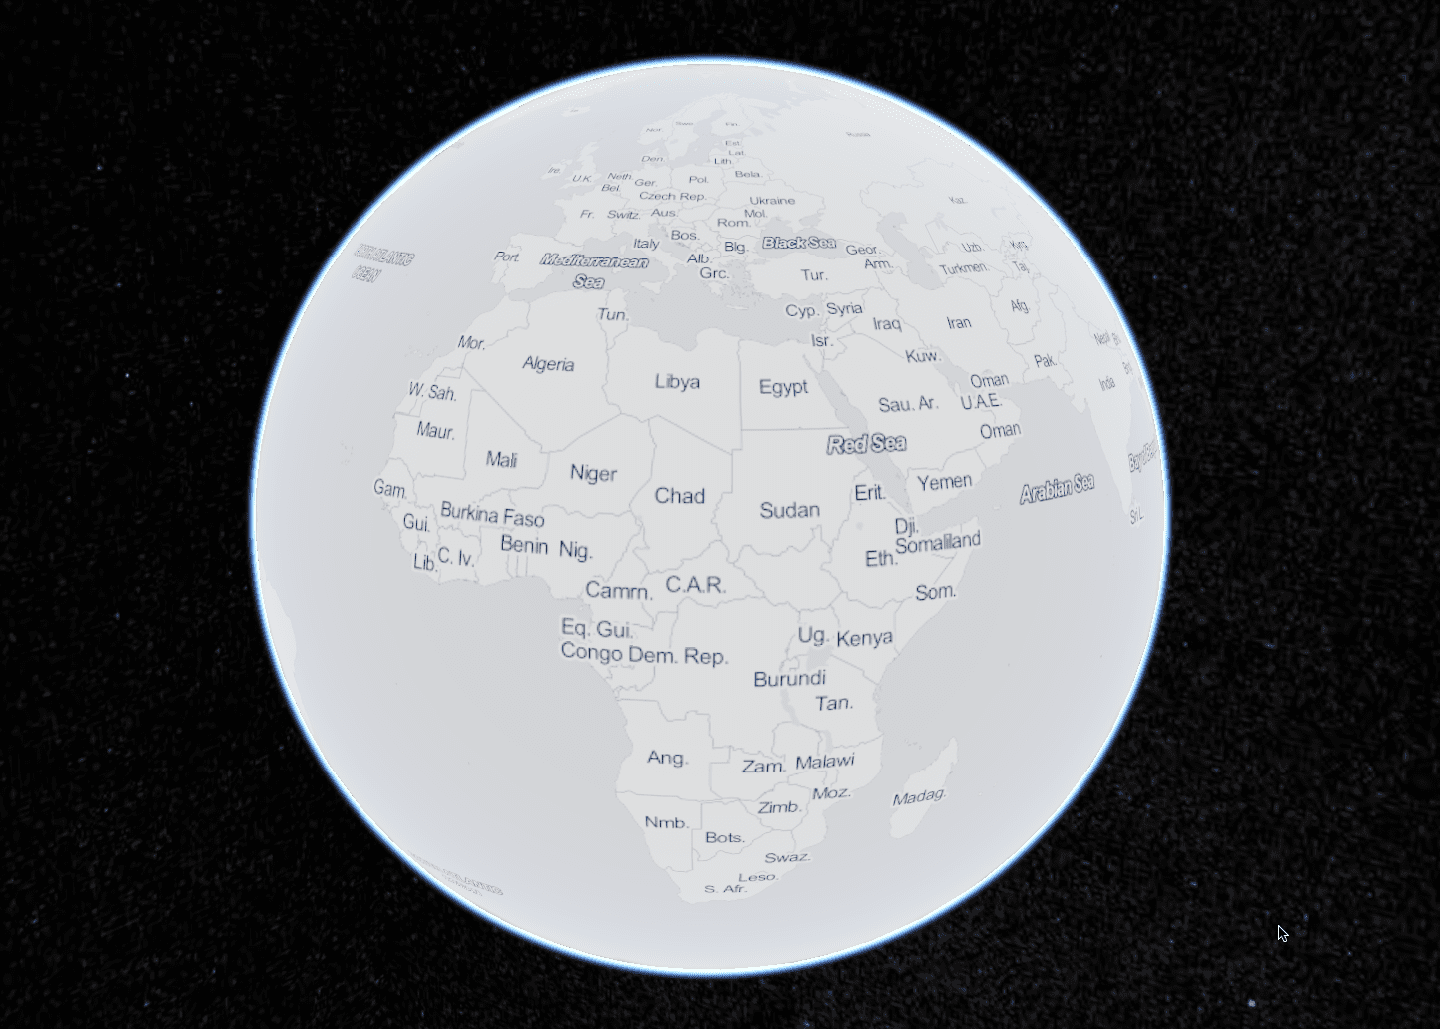 Nor.
Swe.
Fin.
Russia
Est.
Lat.
Lith.
Den.
Ire.
U.K.
Neth.
Bel.
Ger.
Pol.
Bela.
Czech Rep.
Ukraine
Kaz.
Fr.
Switz.
Aus.
Mol.
Rom.
Bos.
Italy
Blg.
Black Sea
Geor.
Uzb.
Kyrg.
Port.
Mediterranean
Sea
Alb.
Grc.
Tur.
Arm.
Turkmen.
Taj.
Tun.
Cyp.
Syria
Iraq
Iran
Afg.
Mor.
Algeria
Isr.
Kuw.
Pak.
Nepal
W. Sah.
Libya
Egypt
Sau. Ar.
Oman
U.A.E.
India
Maur.
Mali
Niger
Red Sea
Oman
Gam.
Burkina Faso
Chad
Sudan
Erit.
Yemen
Arabian Sea
Gui.
Benin
Nig.
Dji.
Somaliland
Sri L.
Lib.
C. Iv.
Eth.
Camrn.
C.A.R.
Som.
Eq. Gui.
Ug.
Kenya
Congo
Dem. Rep.
Burundi
Tan.
Ang.
Zam.
Malawi
Moz.
Madag.
Nmb.
Zimb.
Bots.
Swaz.
Leso.
S. Afr.